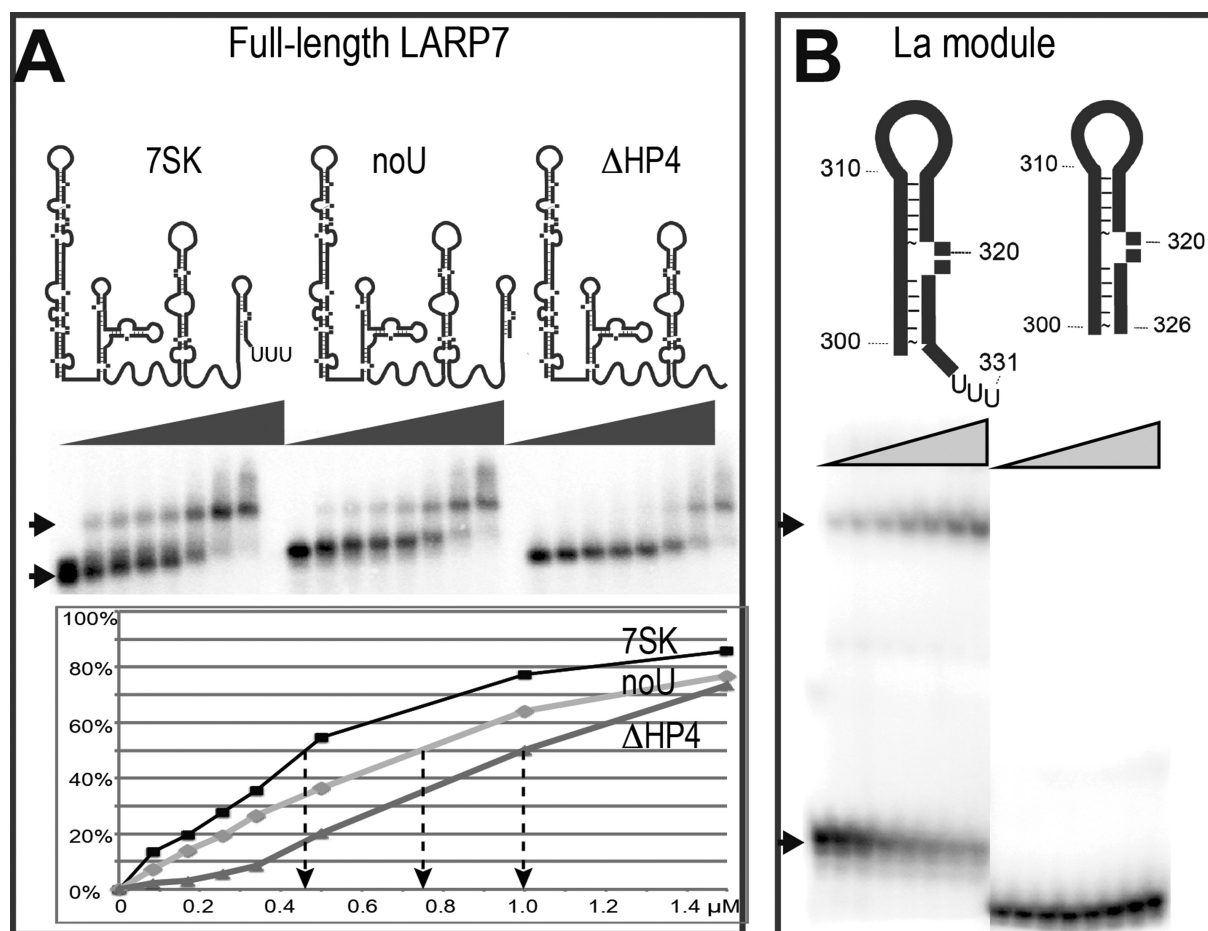 A
Full-length LARP7
7SK
noU
ΔHP4
UUU
100%
80%
60%
40%
20%
0%
7SK
noU
ΔHP4
0
0.2
0.4
0.6
0.8
1.0
1.2
1.4 μM
B
La module
310
320
300
331
UUU
310
320
300
326